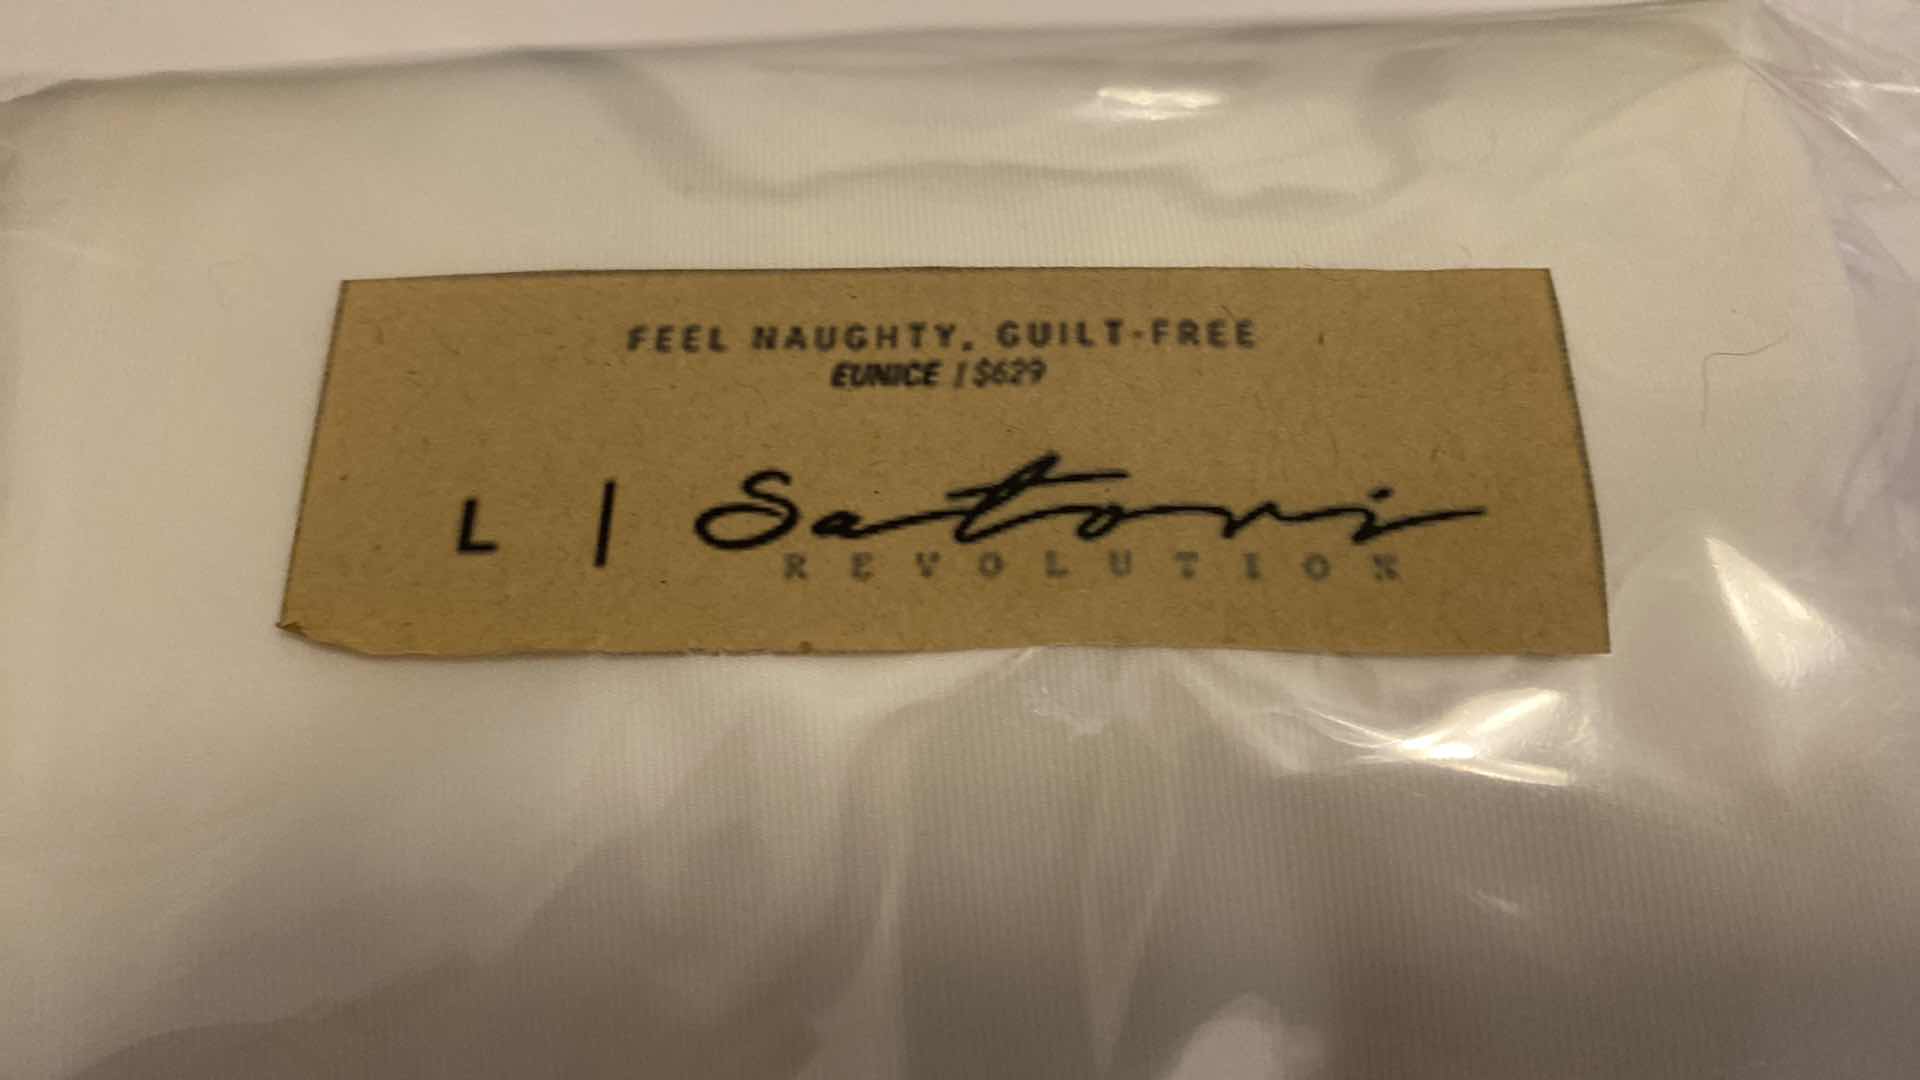 FEEL NAUGHTY, GUILT-FREE
EUNICE / $629
L | Satori
REVOLUTION